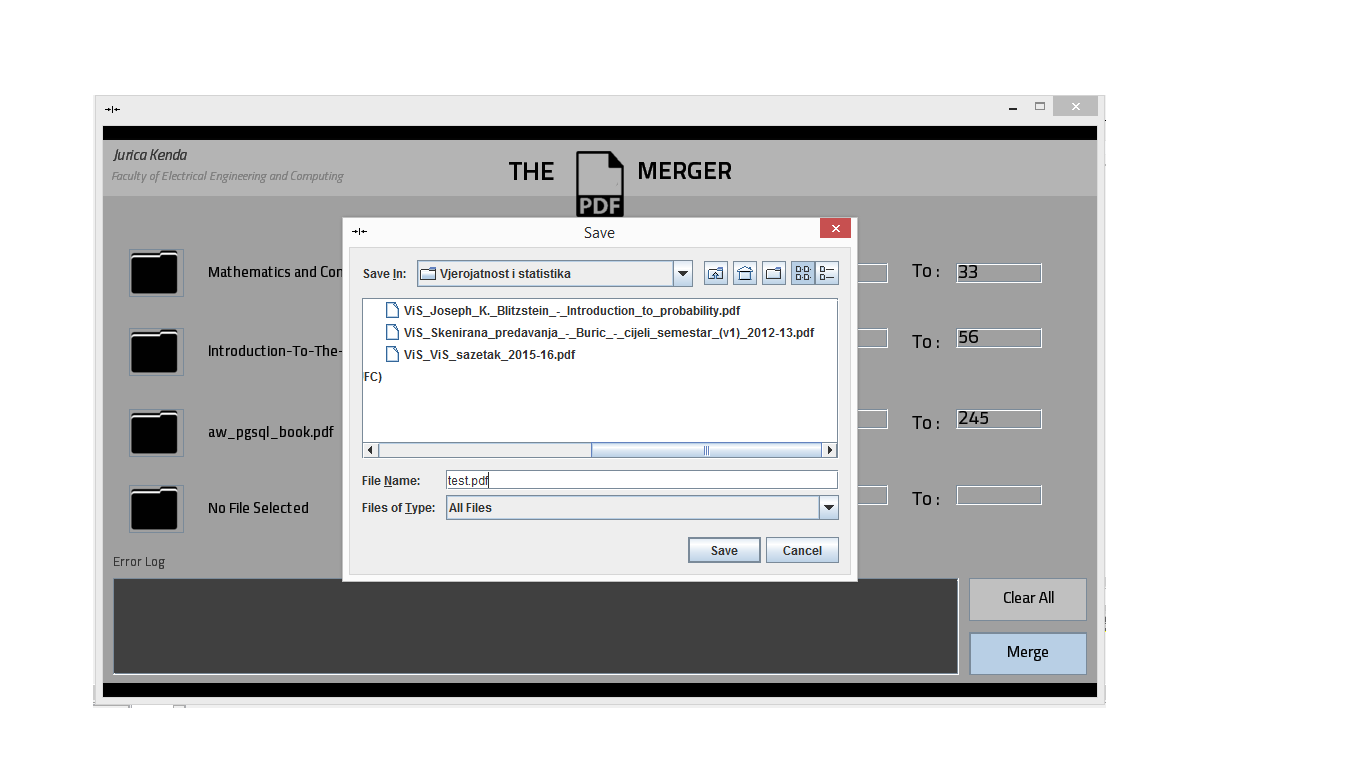 Jurica Kenda
Faculty of Electrical Engineering and Computing
THE PDF MERGER
Save
Save In: Vjerojatnost i statistika
ViS_Joseph_K._Blitzstein_-_Introduction_to_probability.pdf
ViS_Skenirana_predavanja_-_Buric_-_cijeli_semestar_(v1)_2012-13.pdf
ViS_ViS_sazetak_2015-16.pdf
FC)
File Name: test.pdf
Files of Type: All Files
Save Cancel
Mathematics and Con To : 33
Introduction-To-The- To : 56
aw_pgsql_book.pdf To : 245
No File Selected To :
Error Log
Clear All
Merge